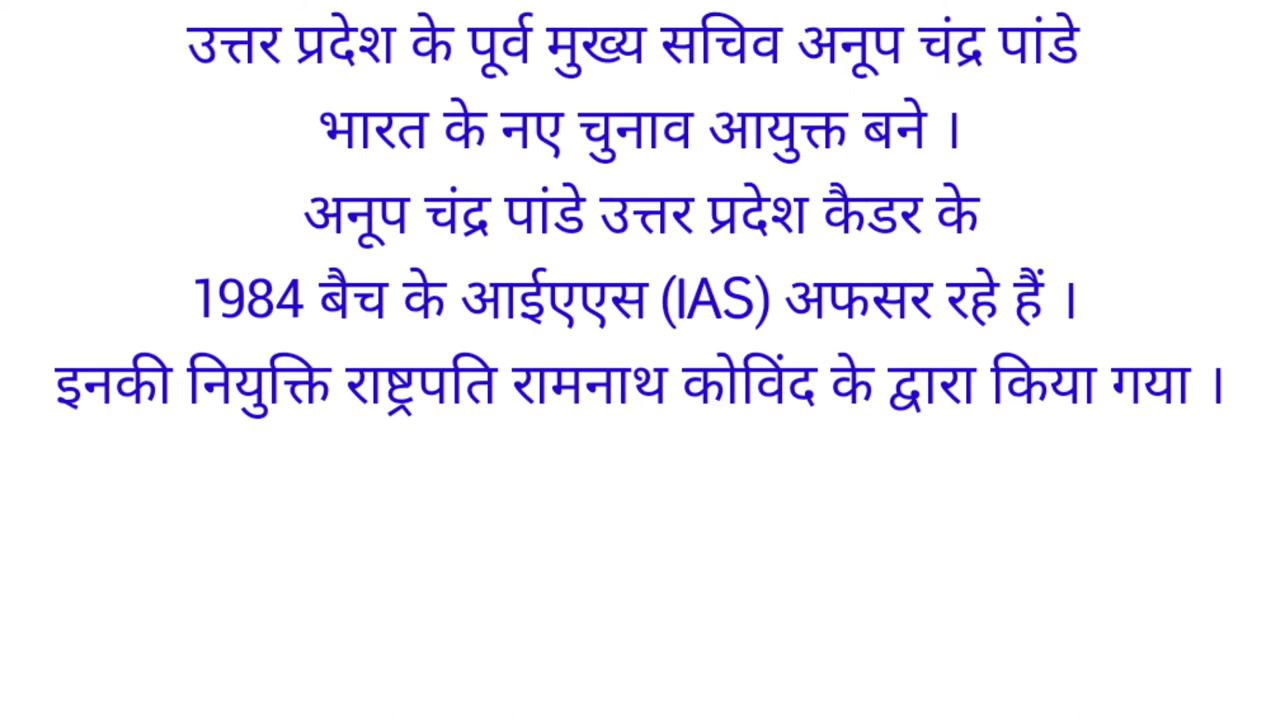 उत्तर प्रदेश के पूर्व मुख्य सचिव अनूप चंद्र पांडे
भारत के नए चुनाव आयुक्त बने ।
अनूप चंद्र पांडे उत्तर प्रदेश कैडर के
1984 बैच के आईएएस (IAS) अफसर रहे हैं ।
इनकी नियुक्ति राष्ट्रपति रामनाथ कोविंद के द्वारा किया गया ।